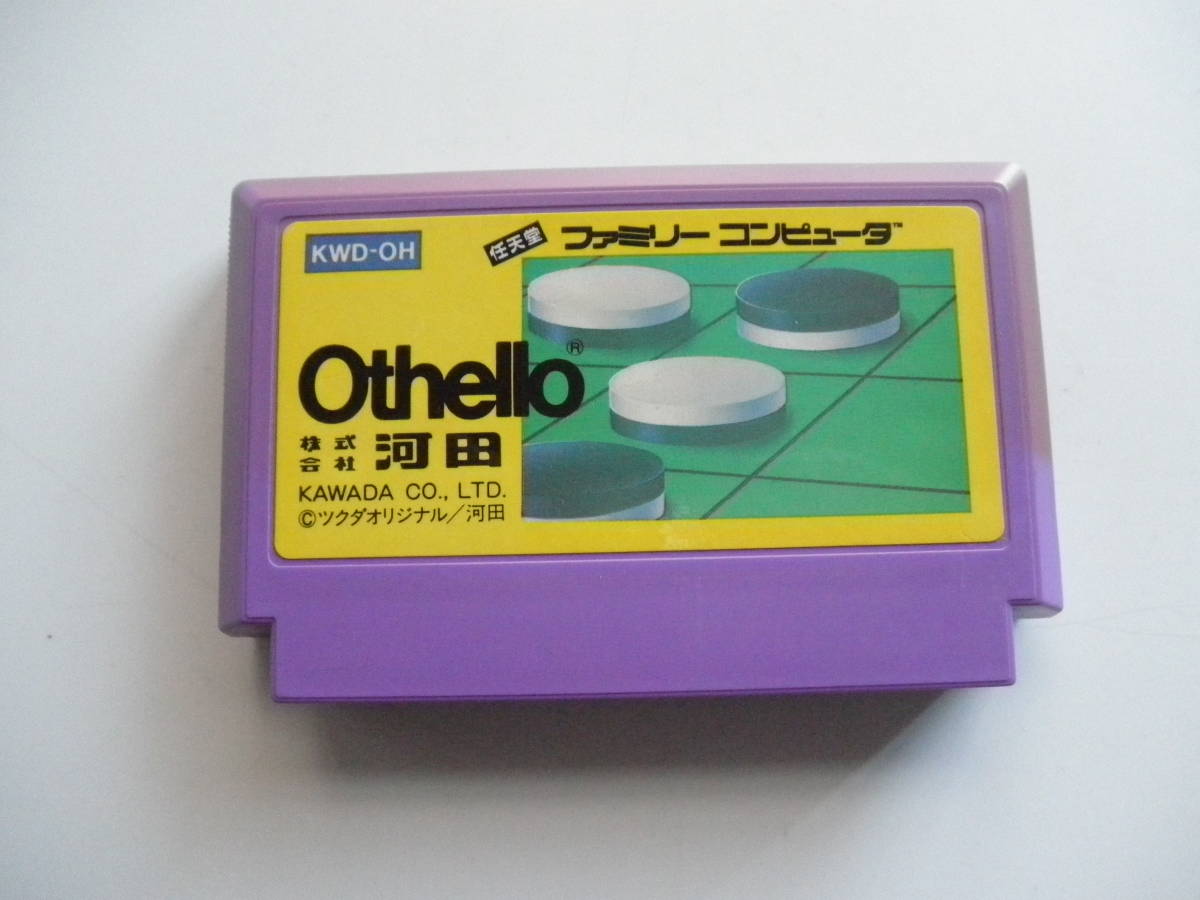 KWD-OH
任天堂 ファミリー コンピュータ™
Othello®
株式会社 河田
KAWADA CO., LTD.
©ツクダオリジナル/河田